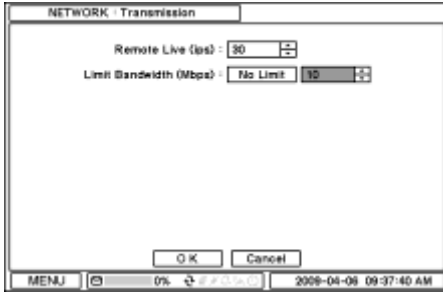 NETWORK : Transmission
Remote Live (ips) : 30
Limit Bandwidth (Mbps) : No Limit 10
OK Cancel
MENU 0% 2009-04-06 09:37:40 AM